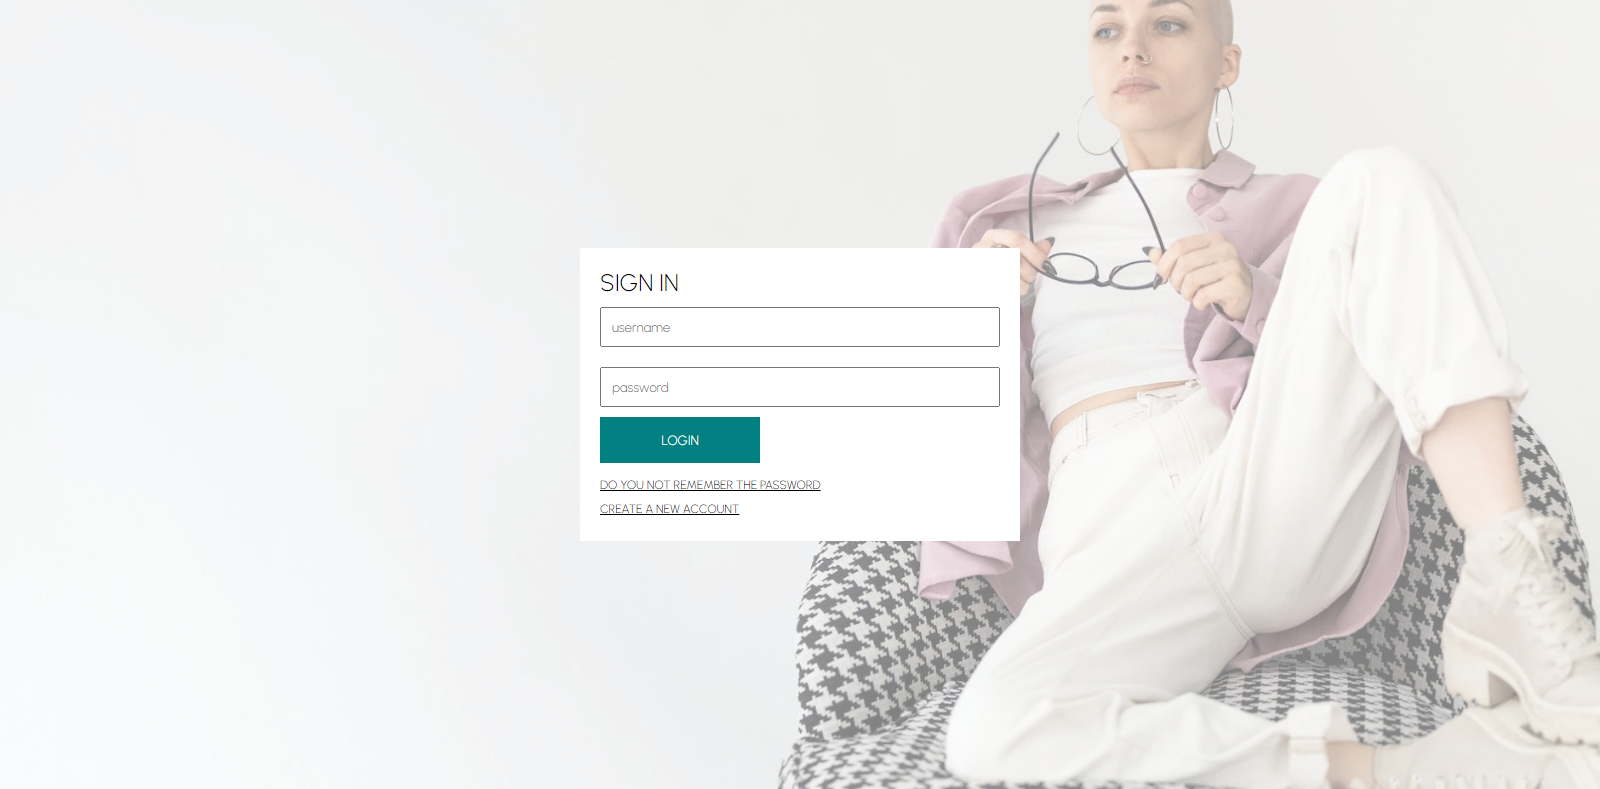 SIGN IN
username
password
LOGIN
DO YOU NOT REMEMBER THE PASSWORD
CREATE A NEW ACCOUNT